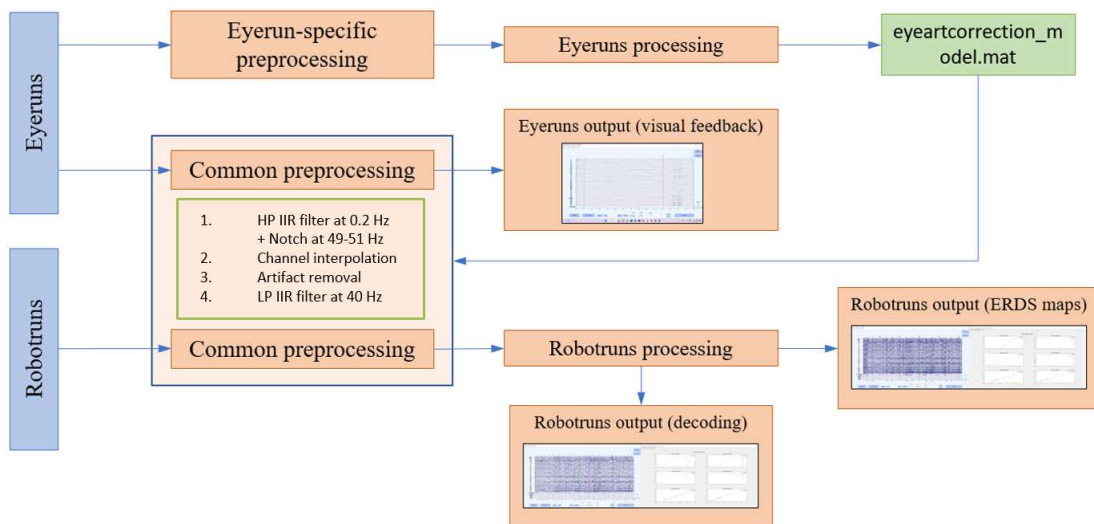 Eyeruns
Eyerun-specific
preprocessing
Eyeruns processing
eyeartcorrection_m
odel.mat
Common preprocessing
Eyeruns output (visual feedback)
1. HP IIR filter at 0.2 Hz
+ Notch at 49-51 Hz
2. Channel interpolation
3. Artifact removal
4. LP IIR filter at 40 Hz
Robotruns
Common preprocessing
Robotruns processing
Robotruns output (ERDS maps)
Robotruns output (decoding)